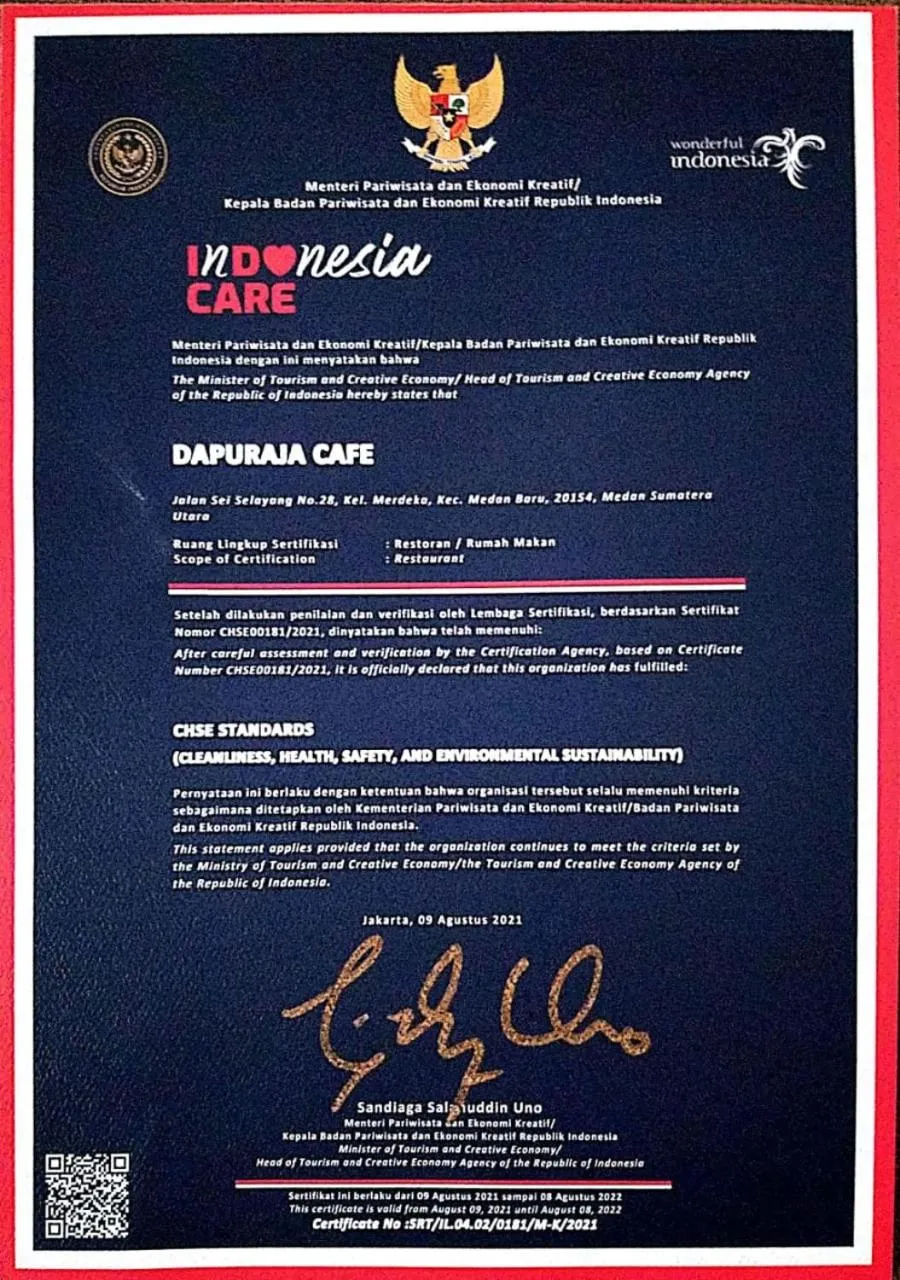 wonderful
indonesia
Menteri Pariwisata dan Ekonomi Kreatif/
Kepala Badan Pariwisata dan Ekonomi Kreatif Republik Indonesia
INDONesia
CARE
Menteri Pariwisata dan Ekonomi Kreatif/Kepala Badan Pariwisata dan Ekonomi Kreatif Republik
Indonesia dengan ini menyatakan bahwa
The Minister of Tourism and Creative Economy/ Head of Tourism and Creative Economy Agency
of the Republic of Indonesia hereby states that
DAPURAJA CAFE
Jalan Sei Selayang No.28, Kel. Merdeka, Kec. Medan Baru, 20154, Medan Sumatera
Utara
Ruang Lingkup Sertifikasi : Restoran / Rumah Makan
Scope of Certification : Restaurant
Setelah dilakukan penilaian dan verifikasi oleh Lembaga Sertifikasi, berdasarkan Sertifikat
Nomor CHSE00181/2021, dinyatakan bahwa telah memenuhi:
After careful assessment and verification by the Certification Agency, based on Certificate
Number CHSE00181/2021, it is officially declared that this organization has fulfilled:
CHSE STANDARDS
(CLEANLINESS, HEALTH, SAFETY, AND ENVIRONMENTAL SUSTAINABILITY)
Pernyataan ini berlaku dengan ketentuan bahwa organisasi tersebut selalu memenuhi kriteria
sebagaimana ditetapkan oleh Kementerian Pariwisata dan Ekonomi Kreatif/Badan Pariwisata
dan Ekonomi Kreatif Republik Indonesia.
This statement applies provided that the organization continues to meet the criteria set by
the Ministry of Tourism and Creative Economy/the Tourism and Creative Economy Agency of
the Republic of Indonesia.
Jakarta, 09 Agustus 2021
Sandiaga Salahuddin Uno
Menteri Pariwisata dan Ekonomi Kreatif/
Kepala Badan Pariwisata dan Ekonomi Kreatif Republik Indonesia
Minister of Tourism and Creative Economy/
Head of Tourism and Creative Economy Agency of the Republic of Indonesia
Sertifikat ini berlaku dari 09 Agustus 2021 sampai 08 Agustus 2022
This certificate is valid from August 09, 2021 until August 08, 2022
Certificate No :SRT/IL.04.02/0181/M-K/2021